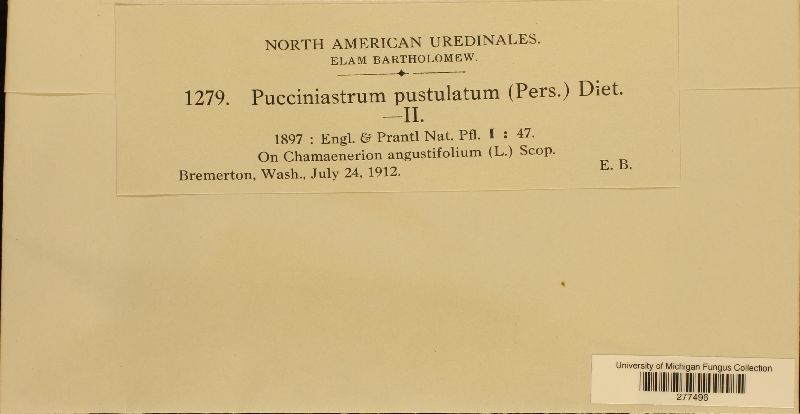 NORTH AMERICAN UREDINALES.
ELAM BARTHOLOMEW.
1279. Pucciniastrum pustulatum (Pers.) Diet.
—II.
1897 : Engl. & Prantl Nat. Pfl. I : 47.
On Chamaenerion angustifolium (L.) Scop.
Bremerton, Wash., July 24, 1912. E. B.
University of Michigan Fungus Collection
277496